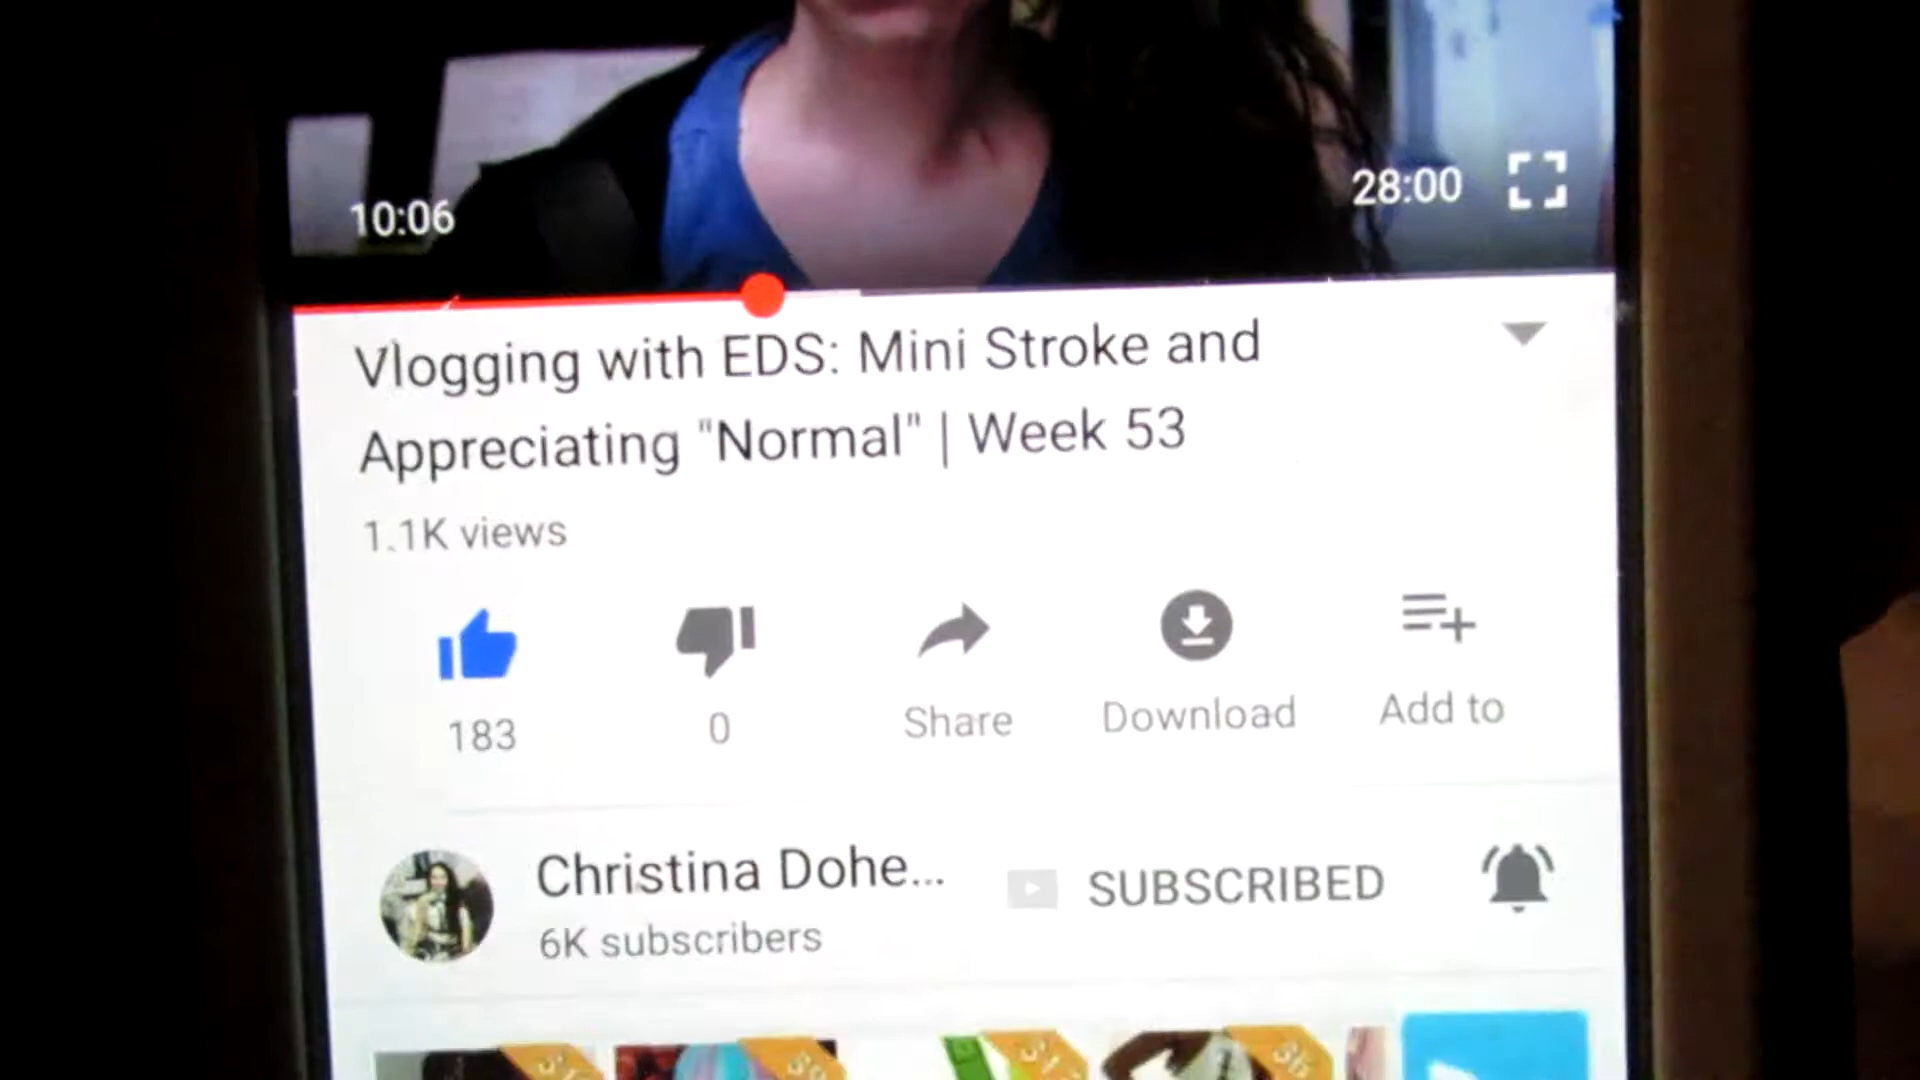 10:06
28:00
Vlogging with EDS: Mini Stroke and
Appreciating "Normal" | Week 53
1.1K views
183
0
Share
Download
Add to
Christina Dohe...
SUBSCRIBED
6K subscribers